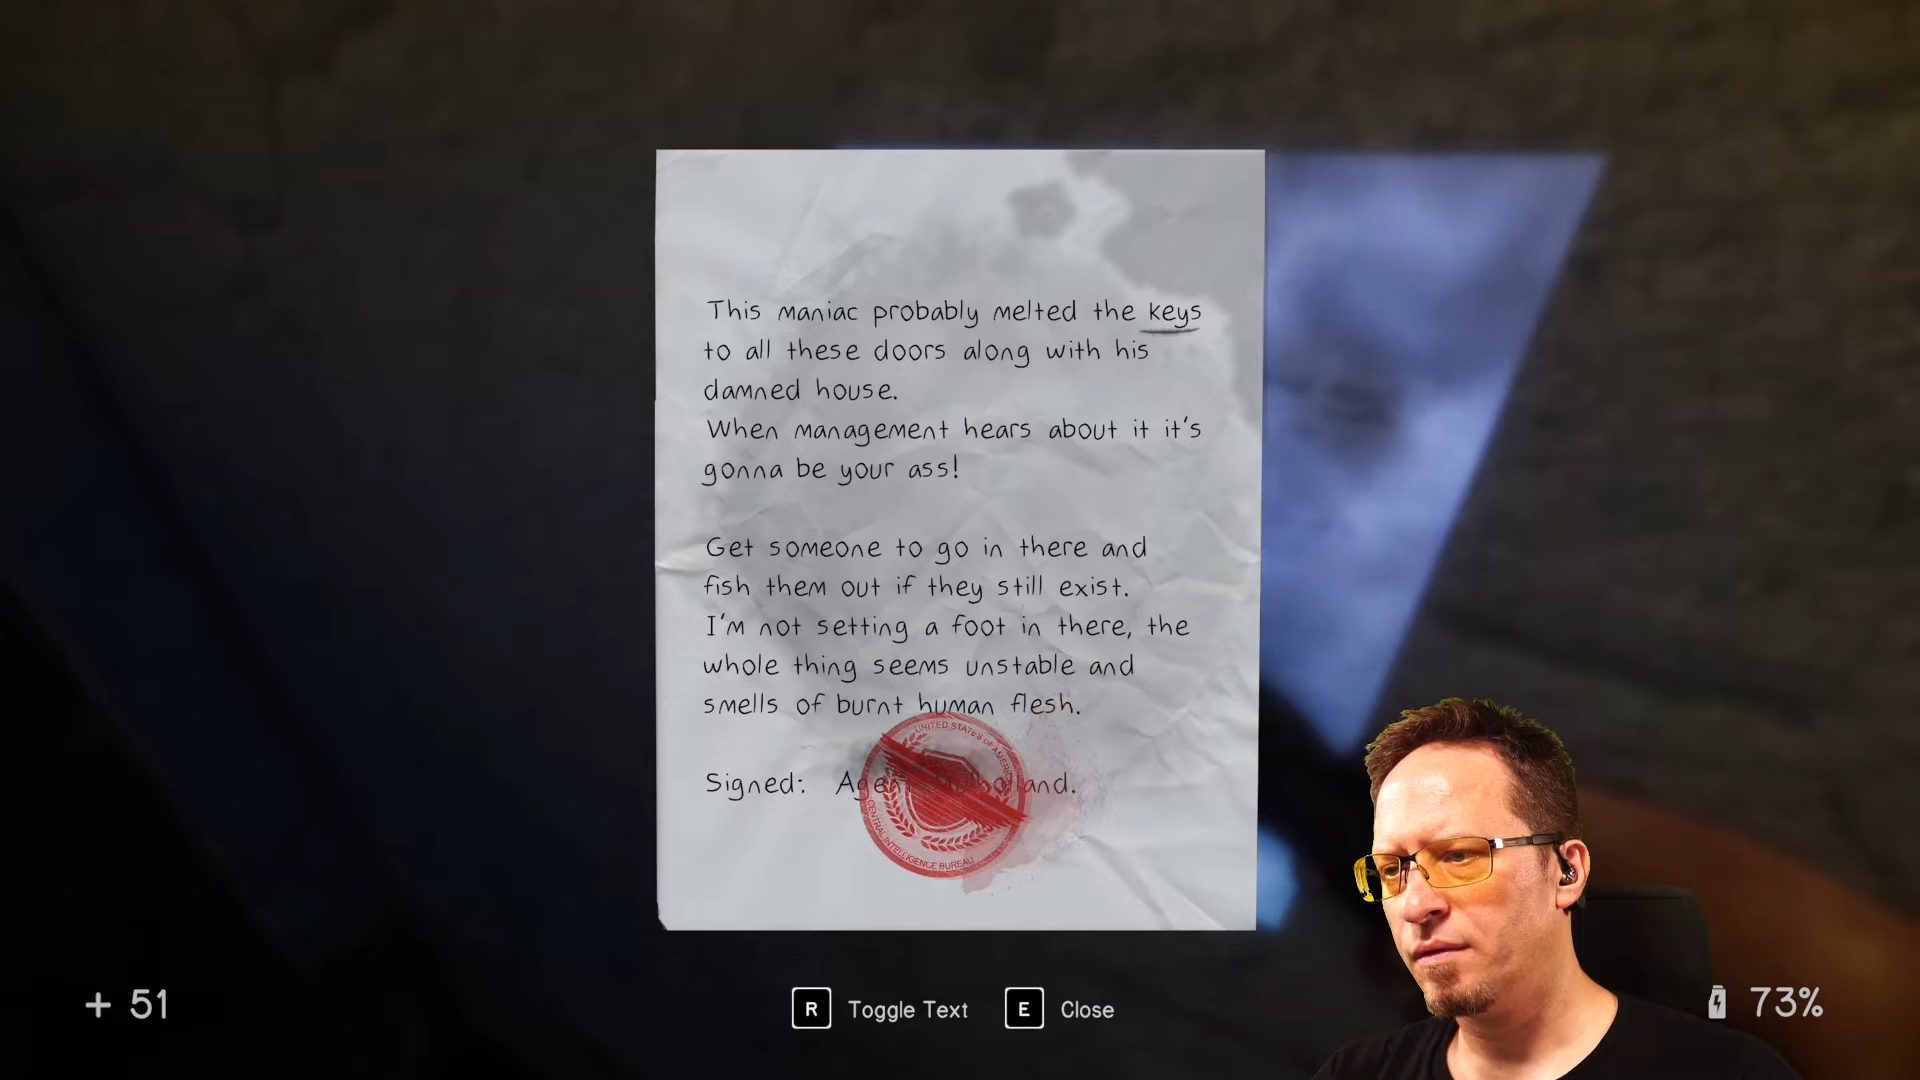 This maniac probably melted the keys
to all these doors along with his
damned house.
When management hears about it it's
gonna be your ass!
Get someone to go in there and
fish them out if they still exist.
I'm not setting a foot in there, the
whole thing seems unstable and
smells of burnt human flesh.
Signed:
UNITED STATES OF AMERICA
CENTRAL INTELLIGENCE BUREAU
+ 51
R Toggle Text E Close
73%